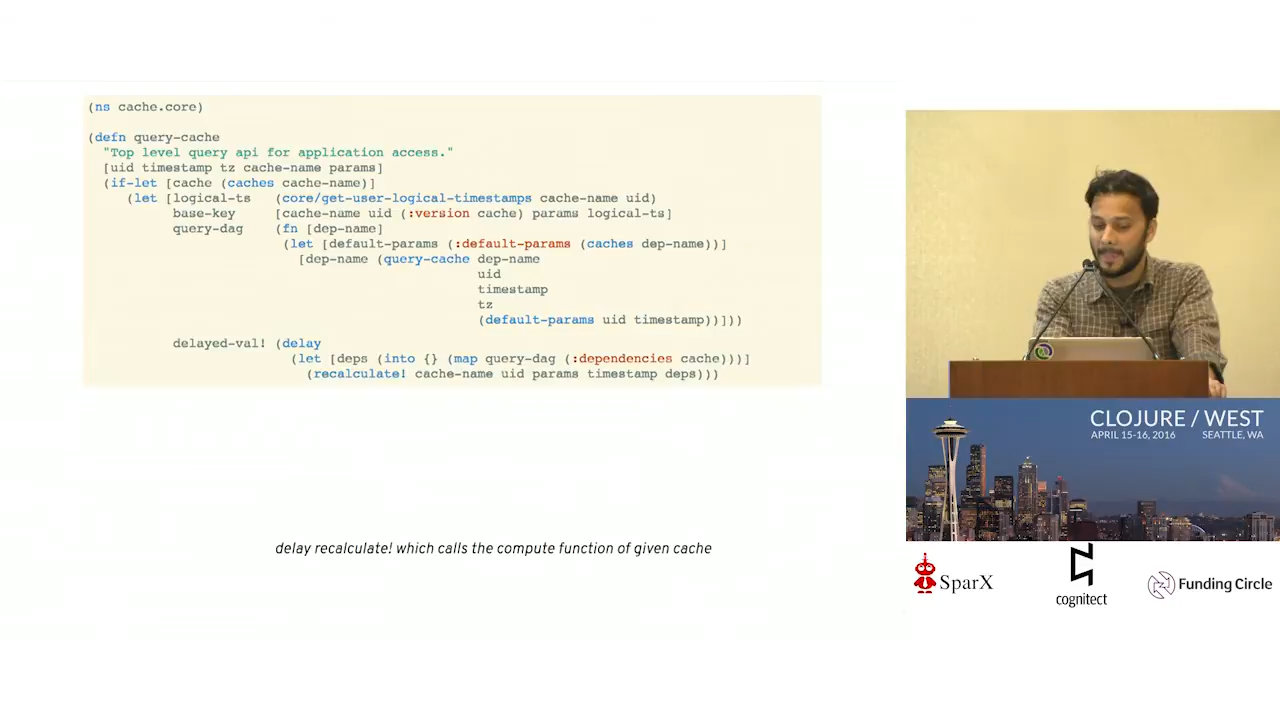 (ns cache.core)
(defn query-cache
"Top level query api for application access."
[uid timestamp tz cache-name params]
(if-let [cache (caches cache-name)]
(let [logical-ts (core/get-user-logical-timestamps cache-name uid)
base-key [cache-name uid (:version cache) params logical-ts]
query-dag (fn [dep-name]
(let [default-params (:default-params (caches dep-name))]
[dep-name (query-cache dep-name
uid
timestamp
tz
(default-params uid timestamp))]))
delayed-val! (delay
(let [deps (into {} (map query-dag (:dependencies cache)))]
(recalculate! cache-name uid params timestamp deps)))
delay recalculate! which calls the compute function of given cache
CLOJURE / WEST
APRIL 15-16, 2016 SEATTLE, WA
SparX
cognitect
Funding Circle